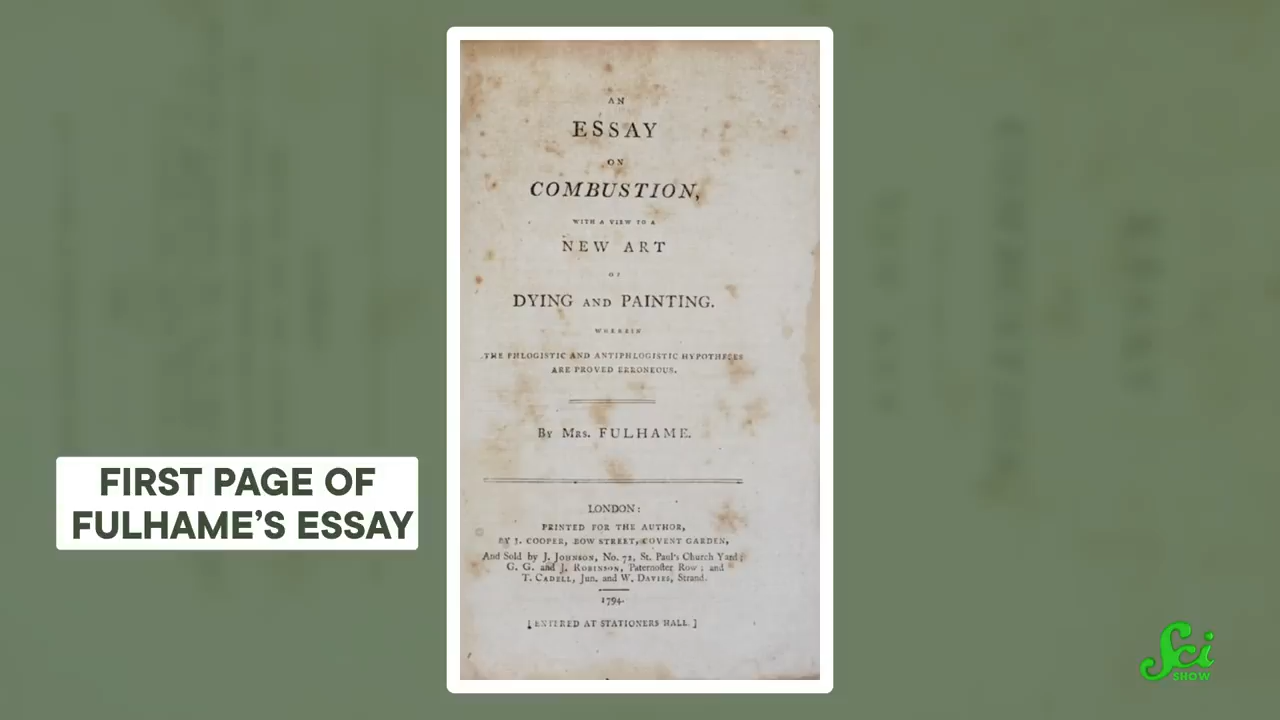 AN
ESSAY
ON
COMBUSTION,
WITH A VIEW TO A
NEW ART
OF
DYING AND PAINTING.
WHEREIN
THE PHLOGISTIC AND ANTIPHLOGISTIC HYPOTHESES
ARE PROVED ERRONEOUS.
By Mrs. FULHAME.
LONDON:
PRINTED FOR THE AUTHOR,
BY J. COOPER, BOW STREET, COVENT GARDEN,
And Sold by J. JOHNSON, No. 72, St. Paul's Church Yard;
G. G. and J. ROBINSON, Paternoſter Row; and
T. CADELL, Jun. and W. DAVIES, Strand.
1794.
[ENTERED AT STATIONERS HALL.]
FIRST PAGE OF
FULHAME'S ESSAY
Sci
SHOW